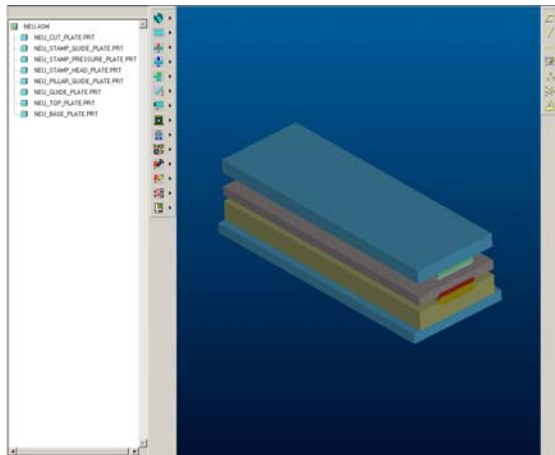 NEU.ASM
NEU_CUT_PLATE.PRT
NEU_STAMP_GUIDE_PLATE.PRT
NEU_STAMP_PRESSURE_PLATE.PRT
NEU_STAMP_HEAD_PLATE.PRT
NEU_PILLAR_GUIDE_PLATE.PRT
NEU_GUIDE_PLATE.PRT
NEU_TOP_PLATE.PRT
NEU_BASE_PLATE.PRT